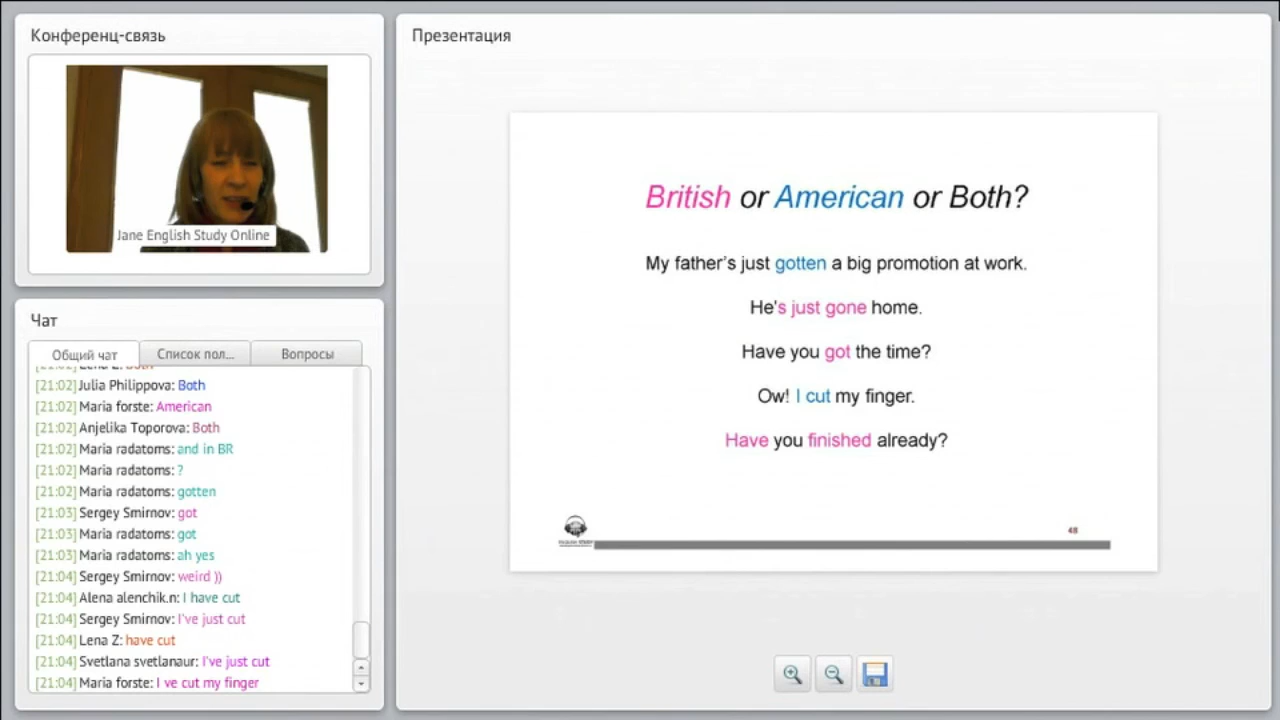 Конференц-связь
Jane English Study Online
Чат
Общий чат
Список пол...
Вопросы
[21:02] Julia Philippova: Both
[21:02] Maria forste: American
[21:02] Anjelika Toporova: Both
[21:02] Maria radatoms: and in BR
[21:02] Maria radatoms: ?
[21:02] Maria radatoms: gotten
[21:03] Sergey Smirnov: got
[21:03] Maria radatoms: got
[21:03] Maria radatoms: ah yes
[21:04] Sergey Smirnov: weird ))
[21:04] Alena alenchik.n: I have cut
[21:04] Sergey Smirnov: I've just cut
[21:04] Lena Z: have cut
[21:04] Svetlana svetlanaur: I've just cut
[21:04] Maria forste: I ve cut my finger
Презентация
British or American or Both?
My father's just gotten a big promotion at work.
He's just gone home.
Have you got the time?
Ow! I cut my finger.
Have you finished already?
48